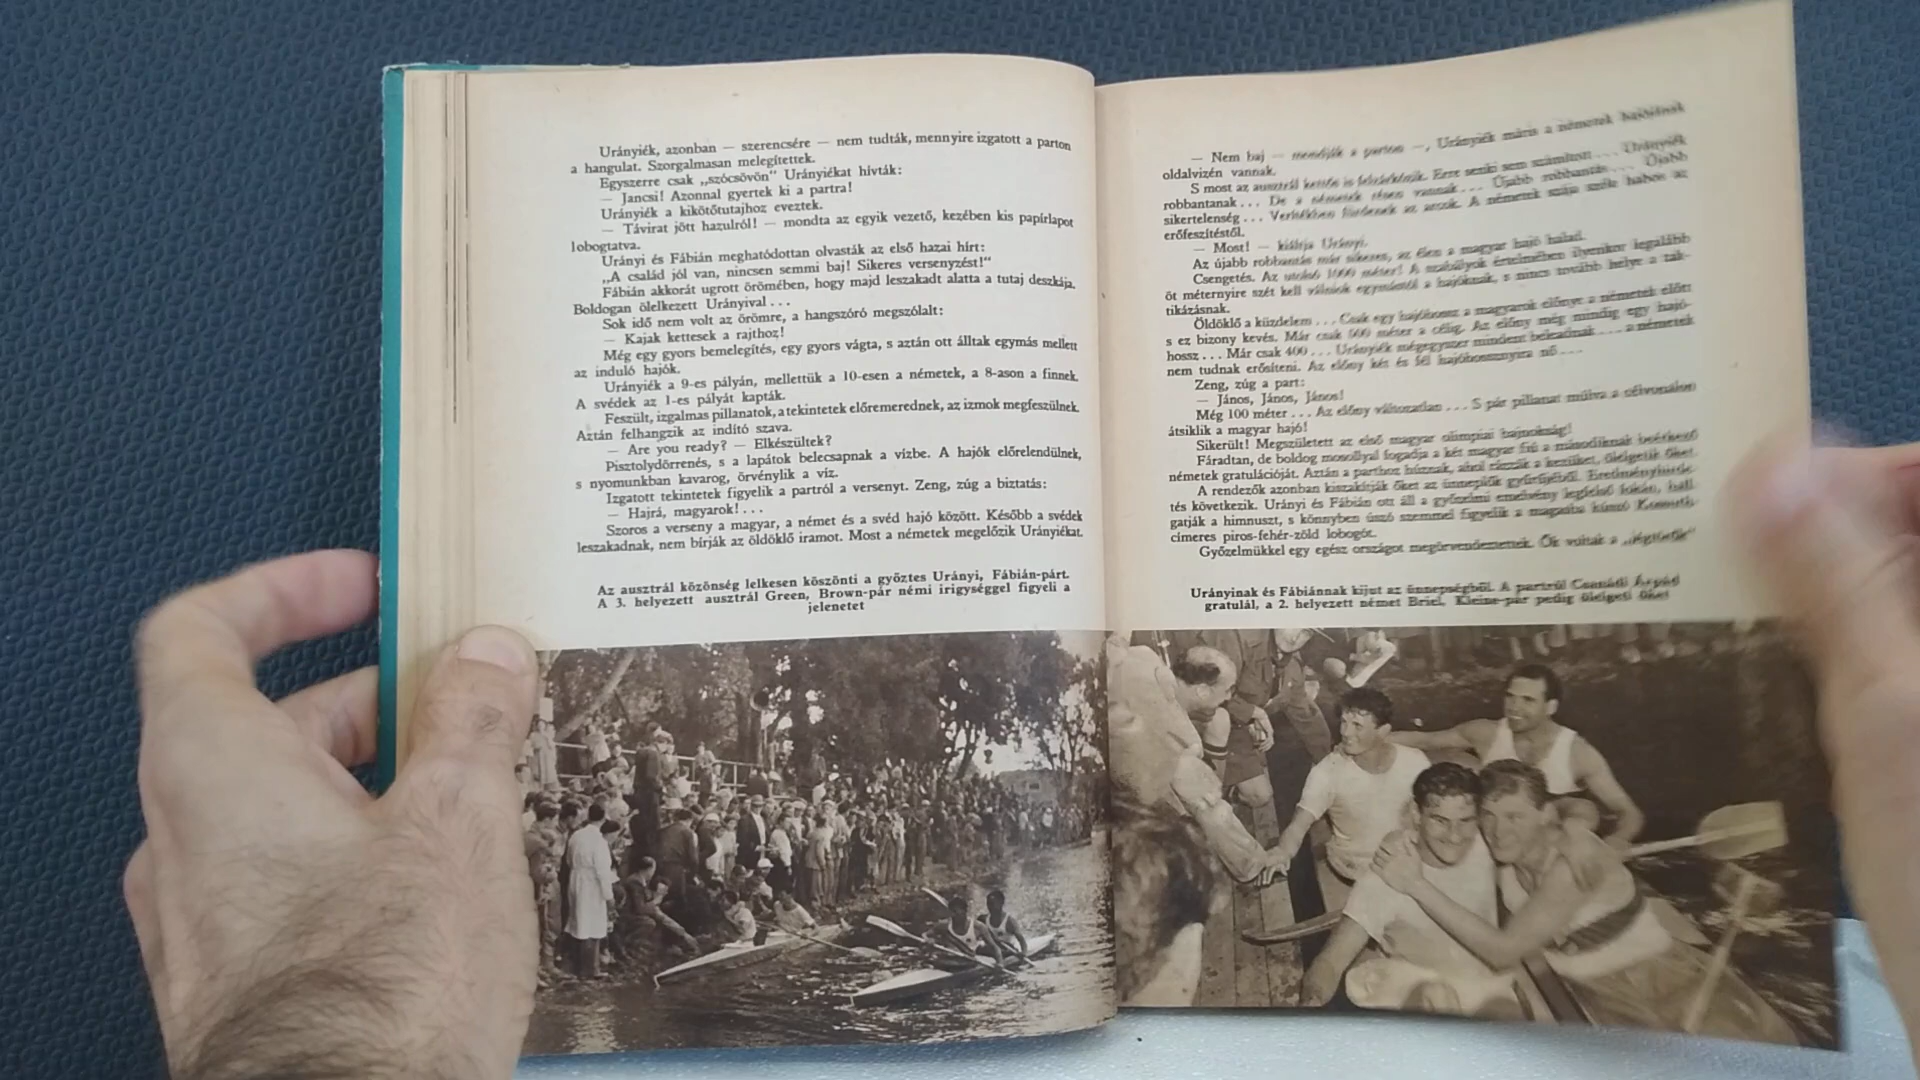 Urányiék, azonban — szerencsére — nem tudták, mennyire izgatott a parton
a hangulat. Szorgalmasan melegítettek.
Egyszerre csak „szócsövön" Urányiékat hívták:
— Jancsi! Azonnal gyertek ki a partra!
Urányiék a kikötőtutajhoz eveztek.
— Távirat jött hazulról! — mondta az egyik vezető, kezében kis papírlapot
lobogtatva.
Urányi és Fábián meghatódottan olvasták az első hazai hírt:
„A család jól van, nincsen semmi baj! Sikeres versenyzést!"
Fábián akkorát ugrott örömében, hogy majd leszakadt alatta a tutaj deszkája.
Boldogan ölelkezett Urányival . . .
Sok idő nem volt az örömre, a hangszóró megszólalt:
— Kajak kettesek a rajthoz!
Még egy gyors bemelegítés, egy gyors vágta, s aztán ott álltak egymás mellett
az induló hajók.
Urányiék a 9-es pályán, mellettük a 10-esen a németek, a 8-ason a finnek.
A svédek az 1-es pályát kapták.
Feszült, izgalmas pillanatok, a tekintetek előremerednek, az izmok megfeszülnek.
Aztán felhangzik az indító szava.
— Are you ready? — Elkészültek?
Pisztolydörrenés, s a lapátok belecsapnak a vízbe. A hajók előrelendülnek,
s nyomunkban kavarog, örvénylik a víz.
Izgatott tekintetek figyelik a partról a versenyt. Zeng, zúg a biztatás:
— Hajrá, magyarok! . . .
Szoros a verseny a magyar, a német és a svéd hajó között. Később a svédek
leszakadnak, nem bírják az öldöklő iramot. Most a németek megelőzik Urányiékat.
Az ausztrál közönség lelkesen köszönti a győztes Urányi, Fábián-párt.
A 3. helyezett ausztrál Green, Brown-pár némi irigységgel figyeli a
jelenetet
— Nem baj — mondják a parton —, Urányiék máris a németek hajójának
oldalvizén vannak.
S most az ausztrál kettős is felzárkózik. Erre senki sem számított . . . Urányiék
robbantanak . . . De a németek résen vannak . . . Újabb robbantás . . . Újabb
sikertelenség . . . Verítékben fürdenek az arcok. A németek szája széle habos az
erőfeszítéstől.
— Most! — kiáltja Urányi.
Az újabb robbantás már sikeres, az élen a magyar hajó halad.
Csengetés. Az utolsó 1000 méter! A szabályok értelmében ilyenkor legalább
öt méternyire szét kell válniok egymástól a hajóknak, s nincs tovább helye a tak-
tikázásnak.
Öldöklő a küzdelem . . . Csak egy hajóhossz a magyarok előnye a németek előtt
s ez bizony kevés. Már csak 500 méter a célig. Az előny még mindig egy hajó-
hossz . . . Már csak 400 . . . Urányiék mégegyszer mindent beleadnak . . . a németek
nem tudnak erősíteni. Az előny két és fél hajóhossznyira nő . . .
Zeng, zúg a part:
— János, János, János!
Még 100 méter . . . Az előny változatlan . . . S pár pillanat múlva a célvonalon
átsiklik a magyar hajó!
Sikerült! Megszületett az első magyar olimpiai bajnokság!
Fáradtan, de boldog mosollyal fogadja a két magyar fiú a másodiknak beérkező
németek gratulációját. Aztán a parthoz húznak, ahol rázzák a kezüket, ölelgetik őket.
A rendezők azonban kiszakítják őket az ünneplők gyűrűjéből. Eredményhirde-
tés következik. Urányi és Fábián ott áll a győzelmi emelvény legfelső fokán, hall-
gatják a himnuszt, s könnyben úszó szemmel figyelik a magasba kúszó Kossuth-
címeres piros-fehér-zöld lobogót.
Győzelmükkel egy egész országot megörvendeztettek. Ők voltak a
Urányinak és Fábiánnak kijut az ünneplésből. A partról Csanádi Árpád
gratulál, a 2. helyezett német Briel, Kleine-pár pedig ölelgeti őket